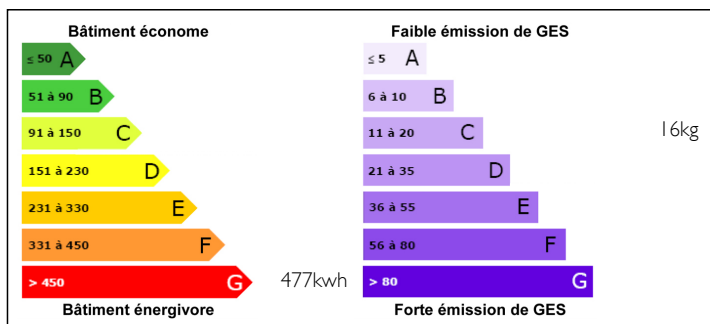 Bâtiment économe
≤ 50 A
51 à 90 B
91 à 150 C
151 à 230 D
231 à 330 E
331 à 450 F
> 450 G
477kwh
Bâtiment énergivore
Faible émission de GES
≤ 5 A
6 à 10 B
11 à 20 C
16kg
21 à 35 D
36 à 55 E
56 à 80 F
> 80 G
Forte émission de GES